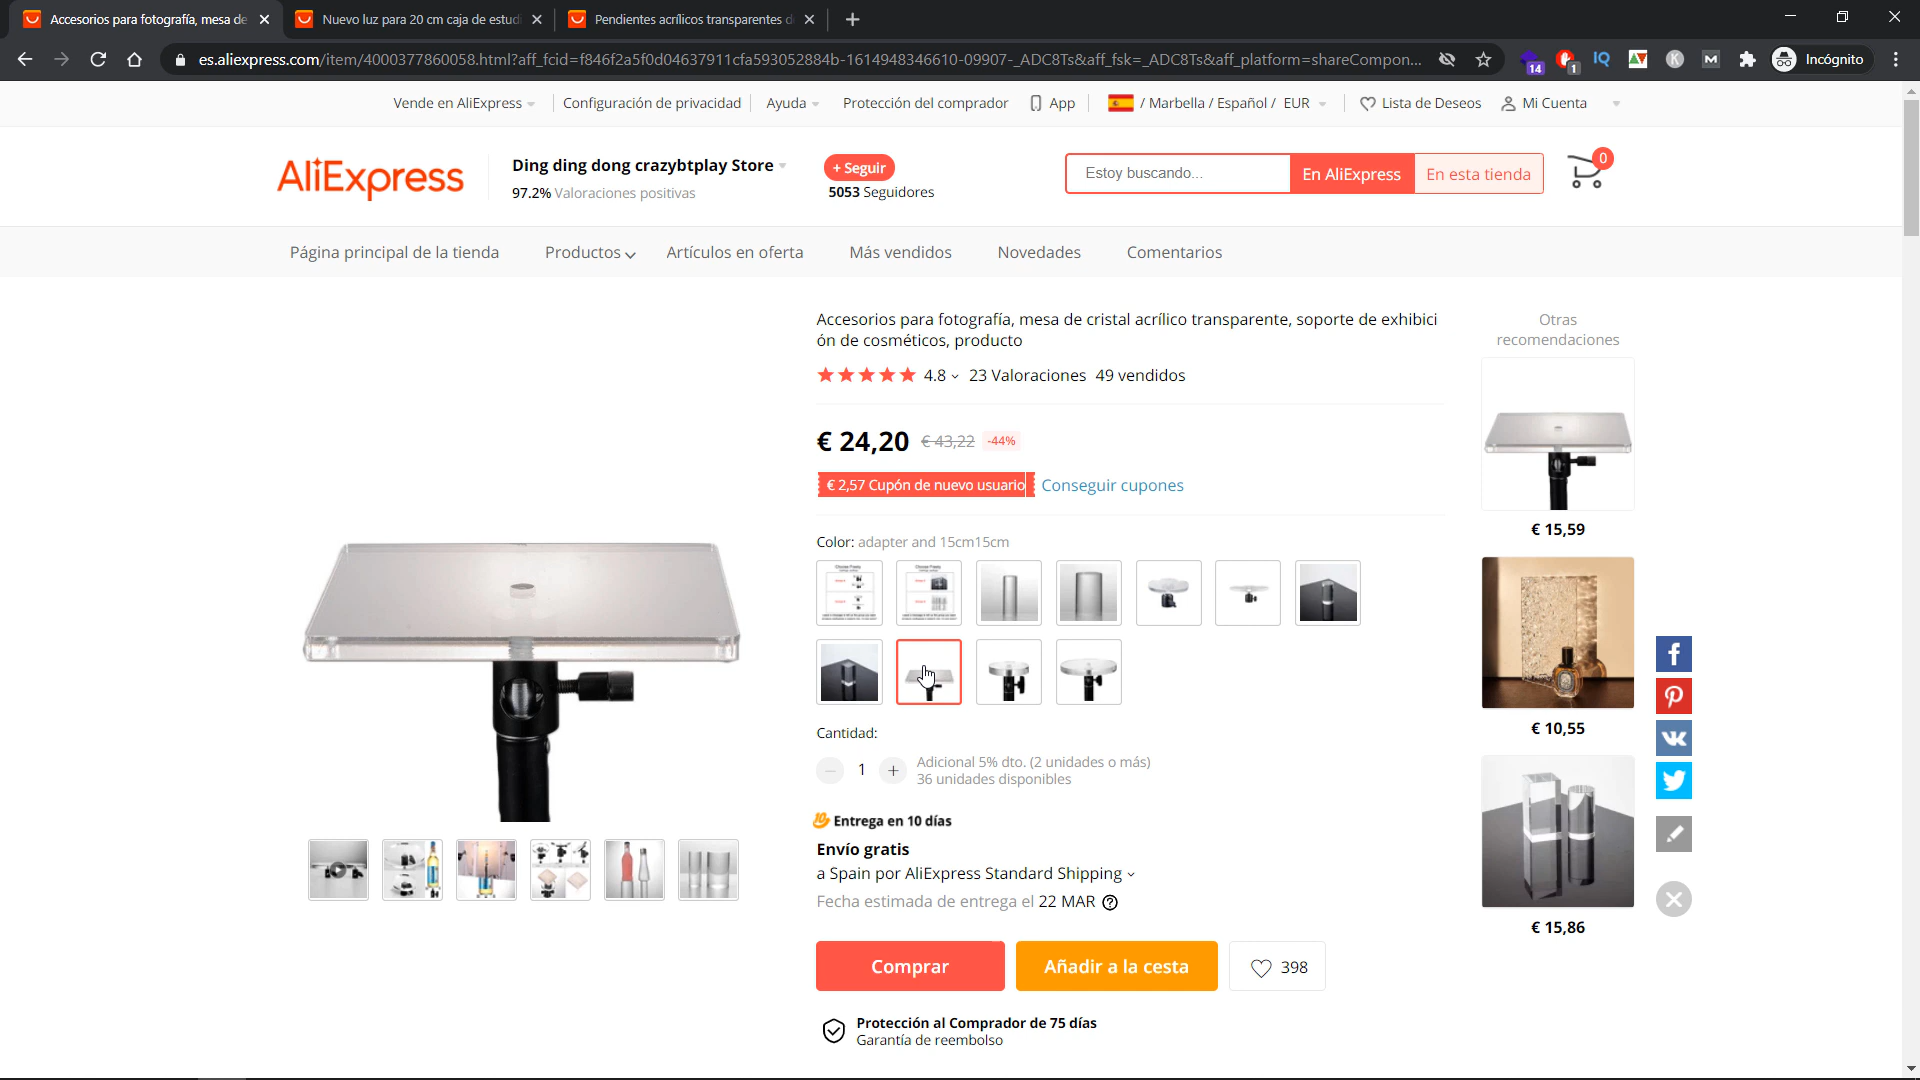 Accesorios para fotografía, mesa de
Nuevo luz para 20 cm caja de estudi
Pendientes acrílicos transparentes d
es.aliexpress.com/item/4000377860058.html?aff_fcid=f846f2a5f0d04637911cfa593052884b-1614948346610-09907-_ADC8Ts&aff_fsk=_ADC8Ts&aff_platform=shareCompon...
14
1
IQ
K
M
Incógnito
Vende en AliExpress
Configuración de privacidad
Ayuda
Protección del comprador
App
/ Marbella / Español / EUR
Lista de Deseos
Mi Cuenta
AliExpress
Ding ding dong crazybtplay Store
97.2% Valoraciones positivas
+ Seguir
5053 Seguidores
Estoy buscando...
En AliExpress
En esta tienda
0
Página principal de la tienda
Productos
Artículos en oferta
Más vendidos
Novedades
Comentarios
Accesorios para fotografía, mesa de cristal acrílico transparente, soporte de exhibici
ón de cosméticos, producto
4.8
23 Valoraciones
49 vendidos
€ 24,20
€ 43,22
-44%
€ 2,57 Cupón de nuevo usuario
Conseguir cupones
Color: adapter and 15cm15cm
Cantidad:
1
Adicional 5% dto. (2 unidades o más)
36 unidades disponibles
Entrega en 10 días
Envío gratis
a Spain por AliExpress Standard Shipping
Fecha estimada de entrega el 22 MAR
Comprar
Añadir a la cesta
398
Protección al Comprador de 75 días
Garantía de reembolso
Otras
recomendaciones
€ 15,59
€ 10,55
€ 15,86